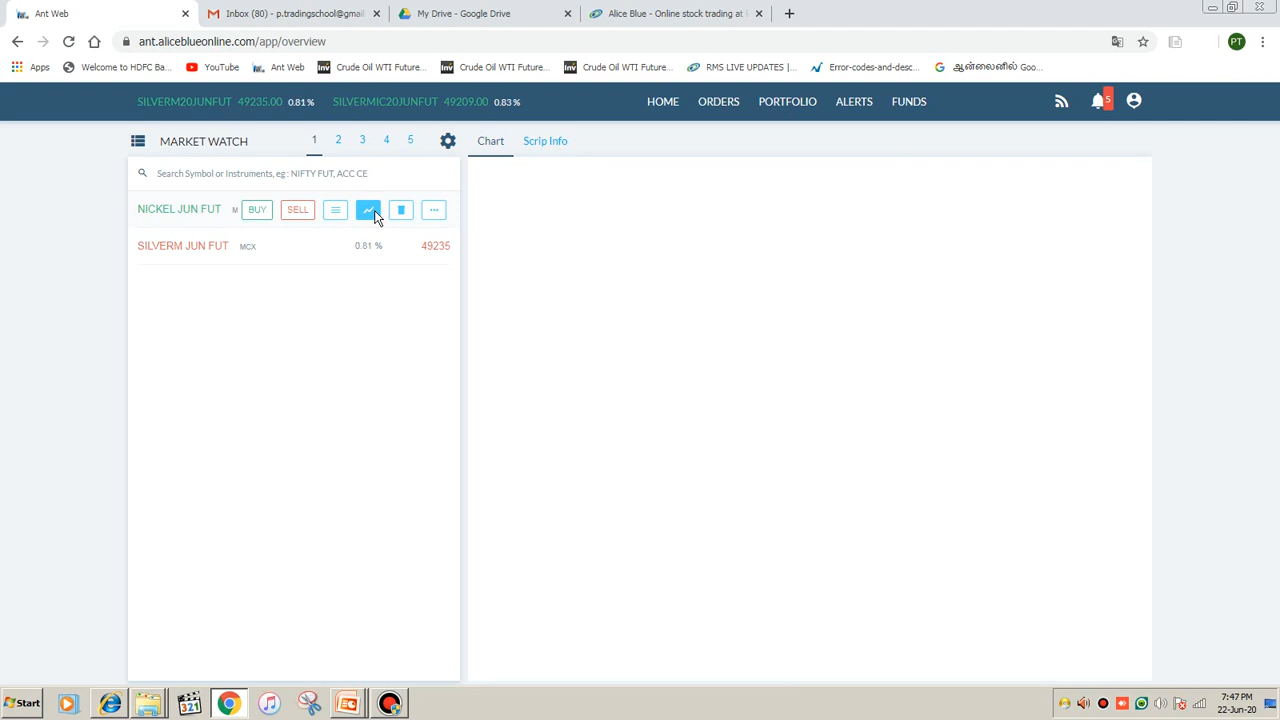 Ant Web
Inbox (80) - p.tradingschool@gmail
My Drive - Google Drive
Alice Blue - Online stock trading at l
ant.aliceblueonline.com/app/overview
PT
Apps
Welcome to HDFC Ba...
YouTube
Ant Web
Crude Oil WTI Future...
Crude Oil WTI Future...
Crude Oil WTI Future...
RMS LIVE UPDATES |...
Error-codes-and-desc...
ஆன்லைனில் Goo...
SILVERM20JUNFUT 49235.00 0.81 %
SILVERMIC20JUNFUT 49209.00 0.83 %
HOME
ORDERS
PORTFOLIO
ALERTS
FUNDS
5
MARKET WATCH
1
2
3
4
5
Chart
Scrip Info
Search Symbol or Instruments, eg : NIFTY FUT, ACC CE
NICKEL JUN FUT M
BUY
SELL
SILVERM JUN FUT MCX 0.81 % 49235
Start
321
7:47 PM
22-Jun-20